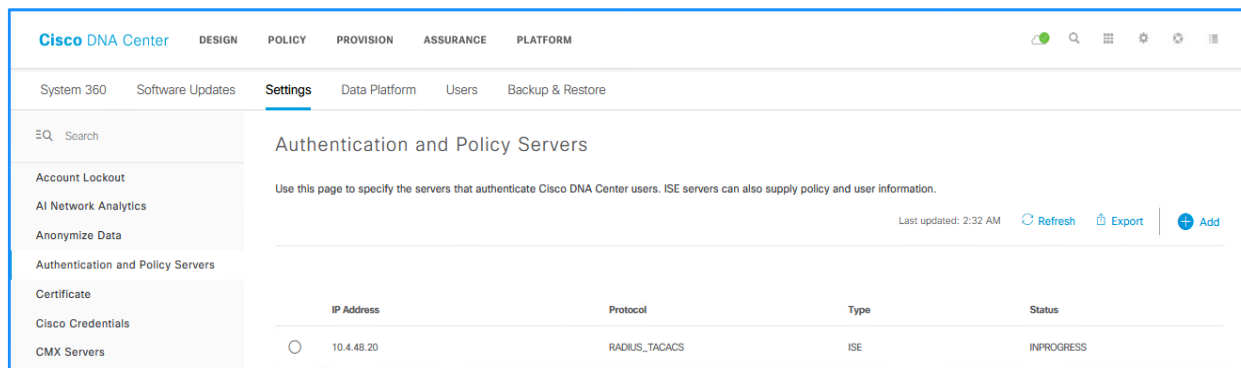 Cisco DNA Center DESIGN POLICY PROVISION ASSURANCE PLATFORM
System 360 Software Updates Settings Data Platform Users Backup & Restore
Search
Account Lockout
AI Network Analytics
Anonymize Data
Authentication and Policy Servers
Certificate
Cisco Credentials
CMX Servers
Authentication and Policy Servers
Use this page to specify the servers that authenticate Cisco DNA Center users. ISE servers can also supply policy and user information.
Last updated: 2:32 AM Refresh Export Add
IP Address Protocol Type Status
10.4.48.20 RADIUS_TACACS ISE INPROGRESS